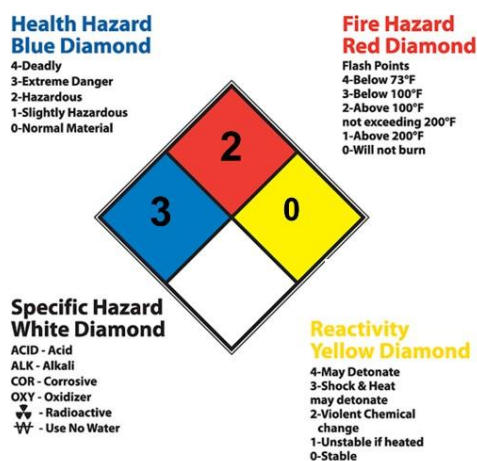 Health Hazard
Blue Diamond
4-Deadly
3-Extreme Danger
2-Hazardous
1-Slightly Hazardous
0-Normal Material
Fire Hazard
Red Diamond
Flash Points
4-Below 73°F
3-Below 100°F
2-Above 100°F
not exceeding 200°F
1-Above 200°F
0-Will not burn
2
3
0
Specific Hazard
White Diamond
ACID - Acid
ALK - Alkali
COR - Corrosive
OXY - Oxidizer
☢ - Radioactive
W - Use No Water
Reactivity
Yellow Diamond
4-May Detonate
3-Shock & Heat
may detonate
2-Violent Chemical
change
1-Unstable if heated
0-Stable